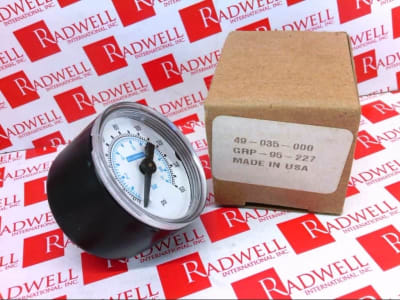 RADWELL
INTERNATIONAL, INC.
49-035-000
GRP-95-227
MADE IN USA